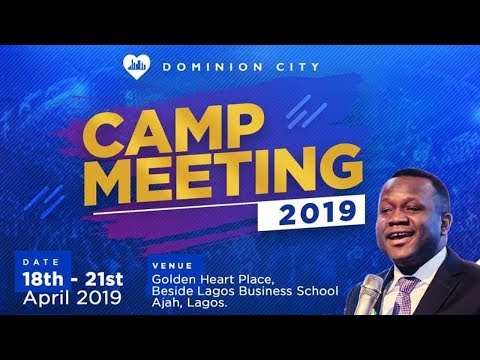 DOMINION CITY
CAMP
MEETING
2019
DATE
18th - 21st
April 2019
VENUE
Golden Heart Place,
Beside Lagos Business School
Ajah, Lagos.